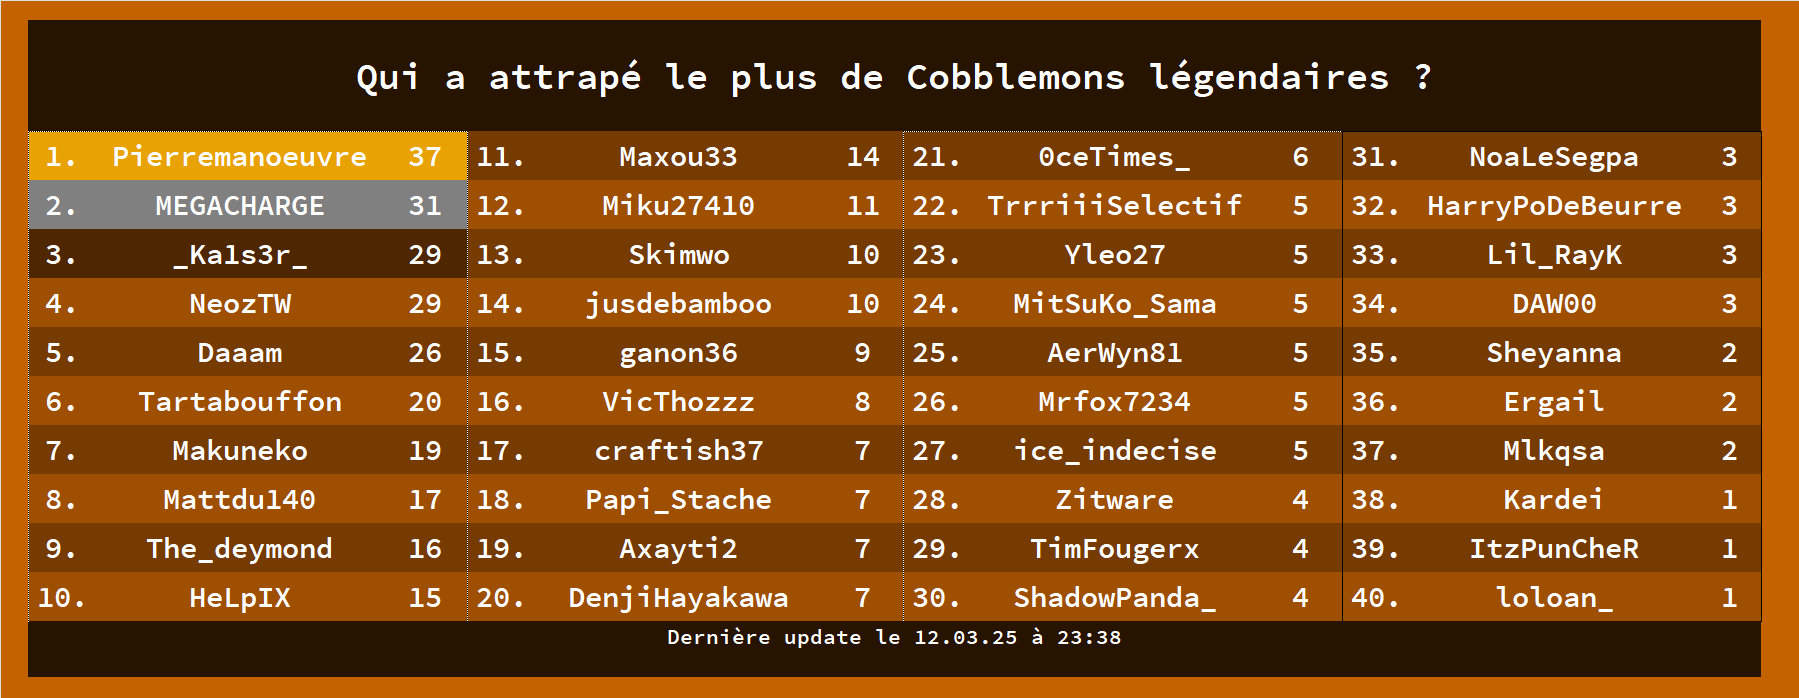 Qui a attrapé le plus de Cobblemons légendaires ?
1. Pierremanoeuvre 37
2. MEGACHARGE 31
3. _Kals3r_ 29
4. NeozTW 29
5. Daaam 26
6. Tartabouffon 20
7. Makuneko 19
8. Mattdu140 17
9. The_deymond 16
10. HeLpIX 15
11. Maxou33 14
12. Miku27410 11
13. Skimwo 10
14. jusdebamboo 10
15. ganon36 9
16. VicThozzz 8
17. craftish37 7
18. Papi_Stache 7
19. Axayti2 7
20. DenjiHayakawa 7
21. 0ceTimes_ 6
22. TrrriiiSelectif 5
23. Yleo27 5
24. MitSuKo_Sama 5
25. AerWyn81 5
26. Mrfox7234 5
27. ice_indecise 5
28. Zitware 4
29. TimFougerx 4
30. ShadowPanda_ 4
31. NoaLeSegpa 3
32. HarryPoDeBeurre 3
33. Lil_RayK 3
34. DAW00 3
35. Sheyanna 2
36. Ergail 2
37. Mlkqsa 2
38. Kardei 1
39. ItzPunCheR 1
40. loloan_ 1
Dernière update le 12.03.25 à 23:38